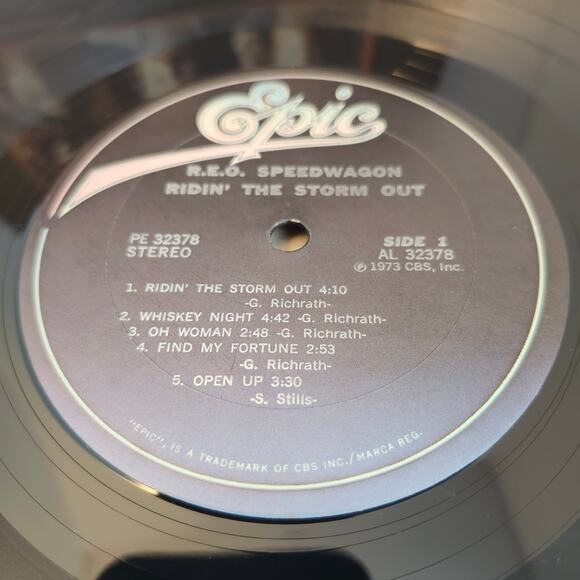 Epic
R.E.O. SPEEDWAGON
RIDIN' THE STORM OUT
PE 32378
STEREO
SIDE 1
AL 32378
℗ 1973 CBS, Inc.
1. RIDIN' THE STORM OUT 4:10
-G. Richrath-
2. WHISKEY NIGHT 4:42 -G. Richrath-
3. OH WOMAN 2:48 -G. Richrath-
4. FIND MY FORTUNE 2:53
-G. Richrath-
5. OPEN UP 3:30
-S. Stills-
"EPIC", IS A TRADEMARK OF CBS INC./MARCA REG.